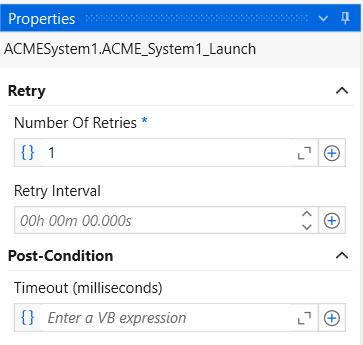 Properties
ACMESystem1.ACME_System1_Launch
Retry
Number Of Retries *
{} 1
Retry Interval
00h 00m 00.000s
Post-Condition
Timeout (milliseconds)
{} Enter a VB expression